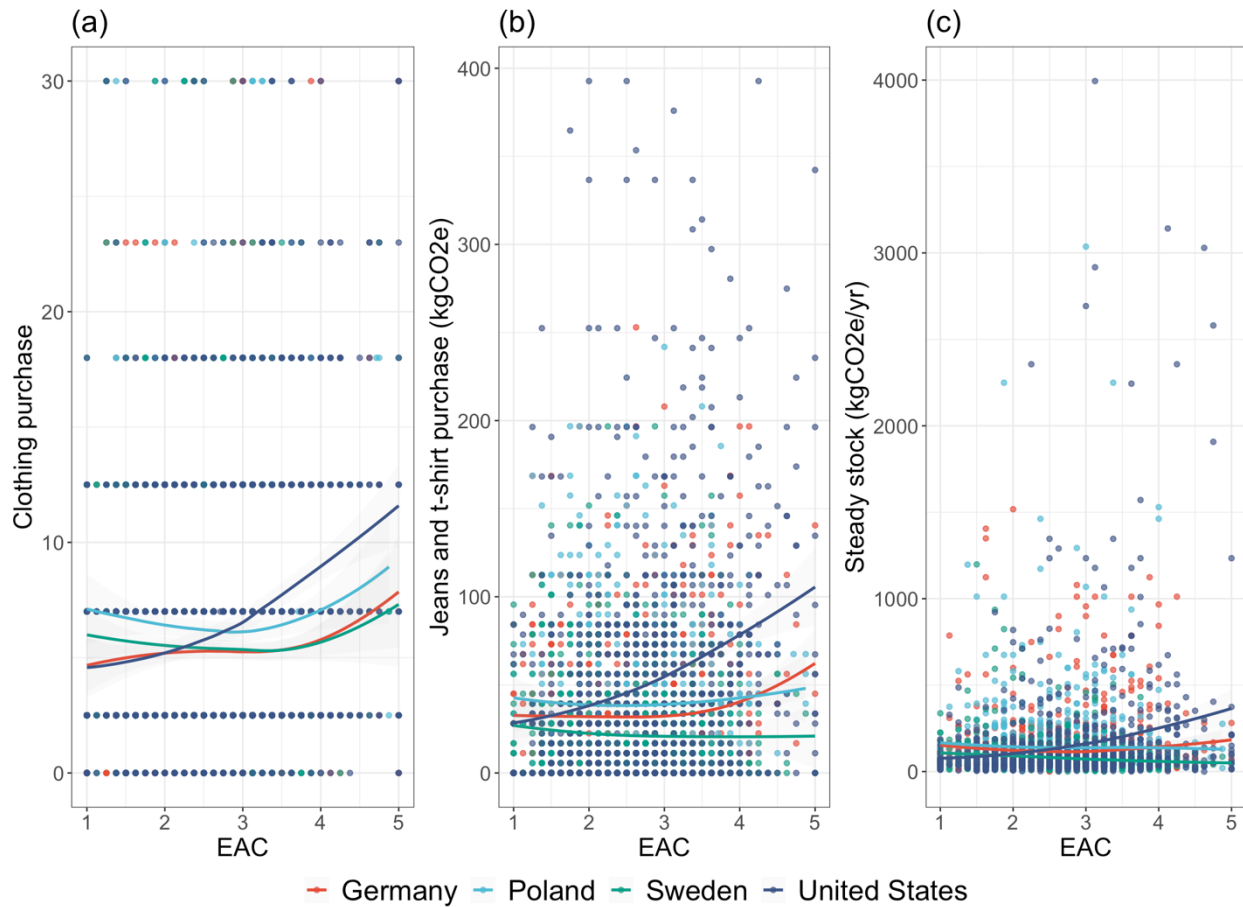 (a)
(b)
(c)
Clothing purchase
30
20
10
0
1 2 3 4 5
EAC
Jeans and t-shirt purchase (kgCO2e)
400
300
200
100
0
1 2 3 4 5
EAC
Steady stock (kgCO2e/yr)
4000
3000
2000
1000
0
1 2 3 4 5
EAC
Germany Poland Sweden United States